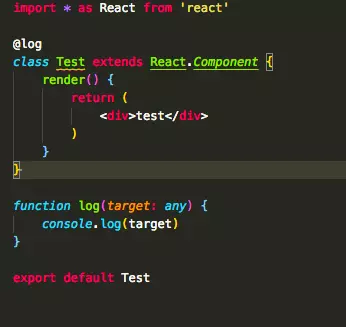 import * as React from 'react'
@log
class Test extends React.Component {
render() {
return (
<div>test</div>
)
}
}
function log(target: any) {
console.log(target)
}
export default Test